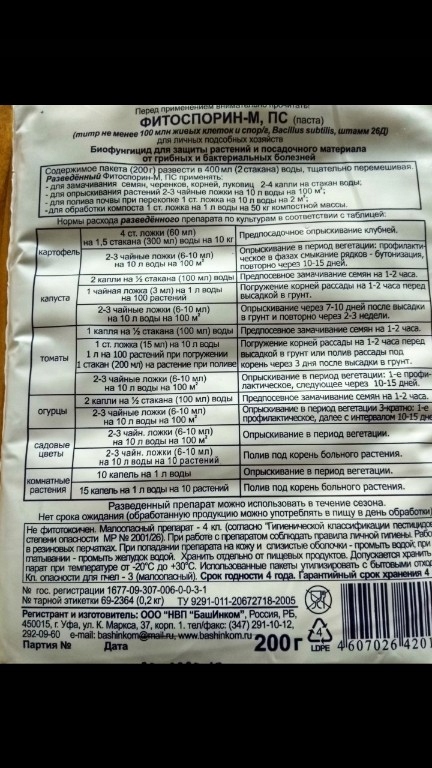 Перед применением внимательно прочитать!
ФИТОСПОРИН-М, ПС (паста)
(титр не менее 100 млн живых клеток и спор/г, Bacillus subtilis, штамм 26Д)
для личных подсобных хозяйств
Биофунгицид для защиты растений и посадочного материала
от грибных и бактериальных болезней
Содержимое пакета (200г) развести в 400мл (2 стакана) воды, тщательно перемешивая.
Разведённый Фитоспорин-М, ПС применять:
- для замачивания семян, черенков, корней, луковиц 2-4 капли на стакан воды;
- для опрыскивания растений 2-3 чайные ложки на 10 л воды на 100 м²;
- для полива почвы при перекопке 1 ст. ложка на 10 л воды на 2 м²;
-для обработки компоста 1 ст. ложка на 1 л воды на 50 кг компостной массы.
Нормы расхода разведённого препарата по культурам в соответствии с таблицей:
картофель
4 ст. ложки (60 мл)
на 1,5 стакана (300 мл) воды на 10 кг
Предпосадочное опрыскивание клубней.
2-3 чайные ложки (6-10 мл)
на 10 л воды на 100 м²
Опрыскивание в период вегетации: профилакти-
ческое в фазах смыкание рядков - бутонизация,
повторно через 10-15 дней.
капуста
2 капли на ½ стакана (100 мл) воды
Предпосевное замачивание семян на 1-2 часа.
1 чайная ложка (3 мл) на 1 л воды
на 100 растений
Погружение корней рассады на 1-2 часа перед
высадкой в грунт.
2-3 чайные ложки (6-10 мл)
на 10 л воды на 100 м²
Опрыскивание через 7-10 дней после высадки
в грунт и повторно через 2-3 недели.
томаты
1 капля на ½ стакана (100 мл) воды
Предпосевное замачивание семян на 1-2 часа.
1 ст. ложка (15 мл) на 10 л воды
1 л на 100 растений при погружении
1 стакан (200 мл) на растение при поливе
Погружение корней рассады на 1-2 часа перед
высадкой в грунт или полив рассады под
корень через 3 дня после высадки в грунт.
2-3 чайные ложки (6-10 мл)
на 10 л воды на 100 м²
Опрыскивание в период вегетации: 1-е профи-
лактическое, следующее через 10-15 дней.
огурцы
2 капли на ½ стакана (100 мл) воды
Предпосевное замачивание семян на 1-2 часа.
2-3 чайные ложки (6-10 мл)
на 10 л воды на 100 м²
Опрыскивание в период вегетации 3-кратно: 1-е
профилактическое, далее с интервалом 10-15 дне
садовые
цветы
2-3 чайн. ложки (6-10 мл)
на 10 л воды на 100 м²
Опрыскивание в период вегетации.
2-3 чайн. ложки (6-10 мл)
на 10 л воды на 10 растений
Полив под корень больного растения.
комнатные
растения
10 капель на 1 л воды
Опрыскивание в период вегетации.
15 капель на 1 л воды на 10 растений
Полив под корень больного растения.
Разведенный препарат можно использовать в течение сезона.
Нет срока ожидания (обработанную продукцию можно употреблять в пищу в день обработки)
Не фитотоксичен. Малоопасный препарат - 4 кл. (согласно "Гигиенической классификации пестицидов
степени опасности МР № 2001/26). При работе с препаратом соблюдать правила личной гигиены. Рабо
в резиновых перчатках. При попадании препарата на кожу и слизистые оболочки - промыть водой, при
глатывании - промыть желудок водой. Хранить отдельно от пищевых продуктов. Допускается хранить
парат при температуре от -20°С до +30°С. Использованные пакеты утилизировать с бытовыми отход
Кл. опасности для пчел - 3 (малоопасный). Срок годности 4 года. Гарантийный срок хранения 4
№ гос. регистрации 1677-09-307-006-0-0-3-1
№ тарной этикетки 69-2364 (0,2 кг) ТУ 9291-011-20672718-2005
Регистрант и изготовитель: ООО "НВП "БашИнком", Россия, РБ,
450015, г. Уфа, ул. К. Маркса, 37, корп. 1. тел/факс: (347) 291-10-12,
292-09-60 e-mail: bashinkom@mail.ru, www.bashinkom.ru
Партия № Дата
200 г
4
LDPE
4 607026 4201